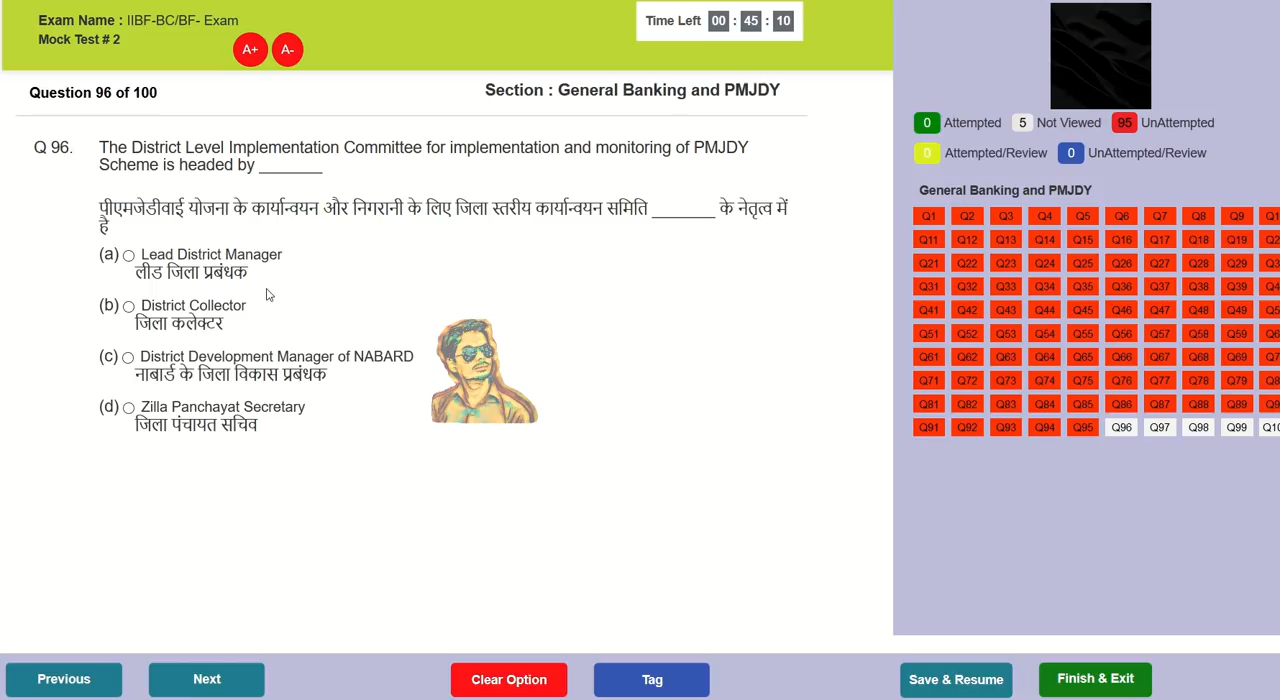 Exam Name : IIBF-BC/BF- Exam
Mock Test # 2
A+ A-
Time Left 00 : 45 : 10
Question 96 of 100
Section : General Banking and PMJDY
Q 96. The District Level Implementation Committee for implementation and monitoring of PMJDY
Scheme is headed by _______
पीएमजेडीवाई योजना के कार्यान्वयन और निगरानी के लिए जिला स्तरीय कार्यान्वयन समिति _______ के नेतृत्व में
है
(a) Lead District Manager
लीड जिला प्रबंधक
(b) District Collector
जिला कलेक्टर
(c) District Development Manager of NABARD
नाबार्ड के जिला विकास प्रबंधक
(d) Zilla Panchayat Secretary
जिला पंचायत सचिव
0 Attempted 5 Not Viewed 95 UnAttempted
0 Attempted/Review 0 UnAttempted/Review
General Banking and PMJDY
Q1 Q2 Q3 Q4 Q5 Q6 Q7 Q8 Q9
Q11 Q12 Q13 Q14 Q15 Q16 Q17 Q18 Q19
Q21 Q22 Q23 Q24 Q25 Q26 Q27 Q28 Q29
Q31 Q32 Q33 Q34 Q35 Q36 Q37 Q38 Q39
Q41 Q42 Q43 Q44 Q45 Q46 Q47 Q48 Q49
Q51 Q52 Q53 Q54 Q55 Q56 Q57 Q58 Q59
Q61 Q62 Q63 Q64 Q65 Q66 Q67 Q68 Q69
Q71 Q72 Q73 Q74 Q75 Q76 Q77 Q78 Q79
Q81 Q82 Q83 Q84 Q85 Q86 Q87 Q88 Q89
Q91 Q92 Q93 Q94 Q95 Q96 Q97 Q98 Q99
Previous Next Clear Option Tag Save & Resume Finish & Exit